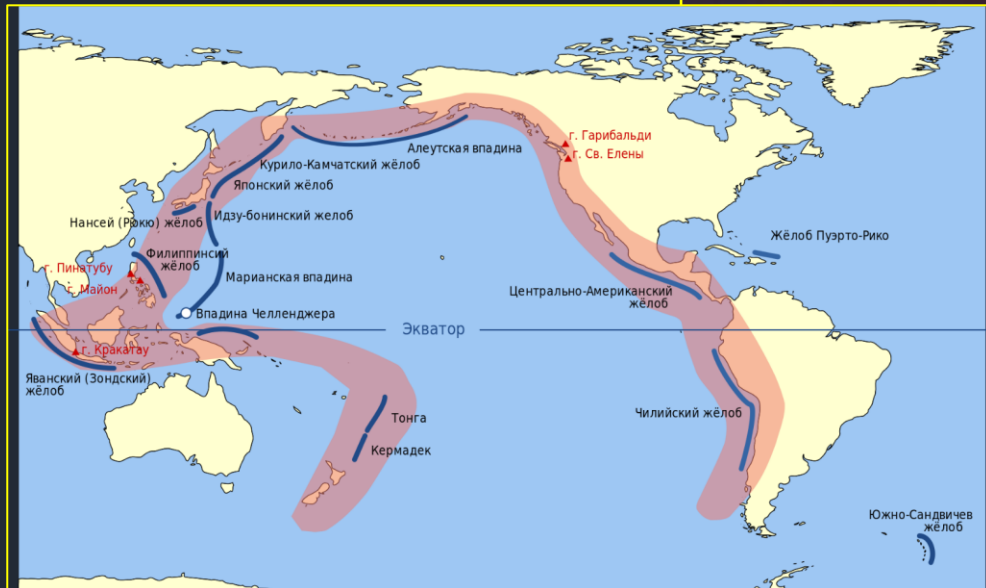 г. Гарибальди
г. Св. Елены
Алеутская впадина
Курило-Камчатский жёлоб
Японский жёлоб
Идзу-бонинский желоб
Нансей (Рюкю) жёлоб
Жёлоб Пуэрто-Рико
Филиппинсий
жёлоб
г. Пинатубу
г. Майон
Марианская впадина
Центрально-Американский
жёлоб
Впадина Челленджера
Экватор
г. Кракатау
Яванский (Зондский)
жёлоб
Чилийский жёлоб
Тонга
Кермадек
Южно-Сандвичев
жёлоб